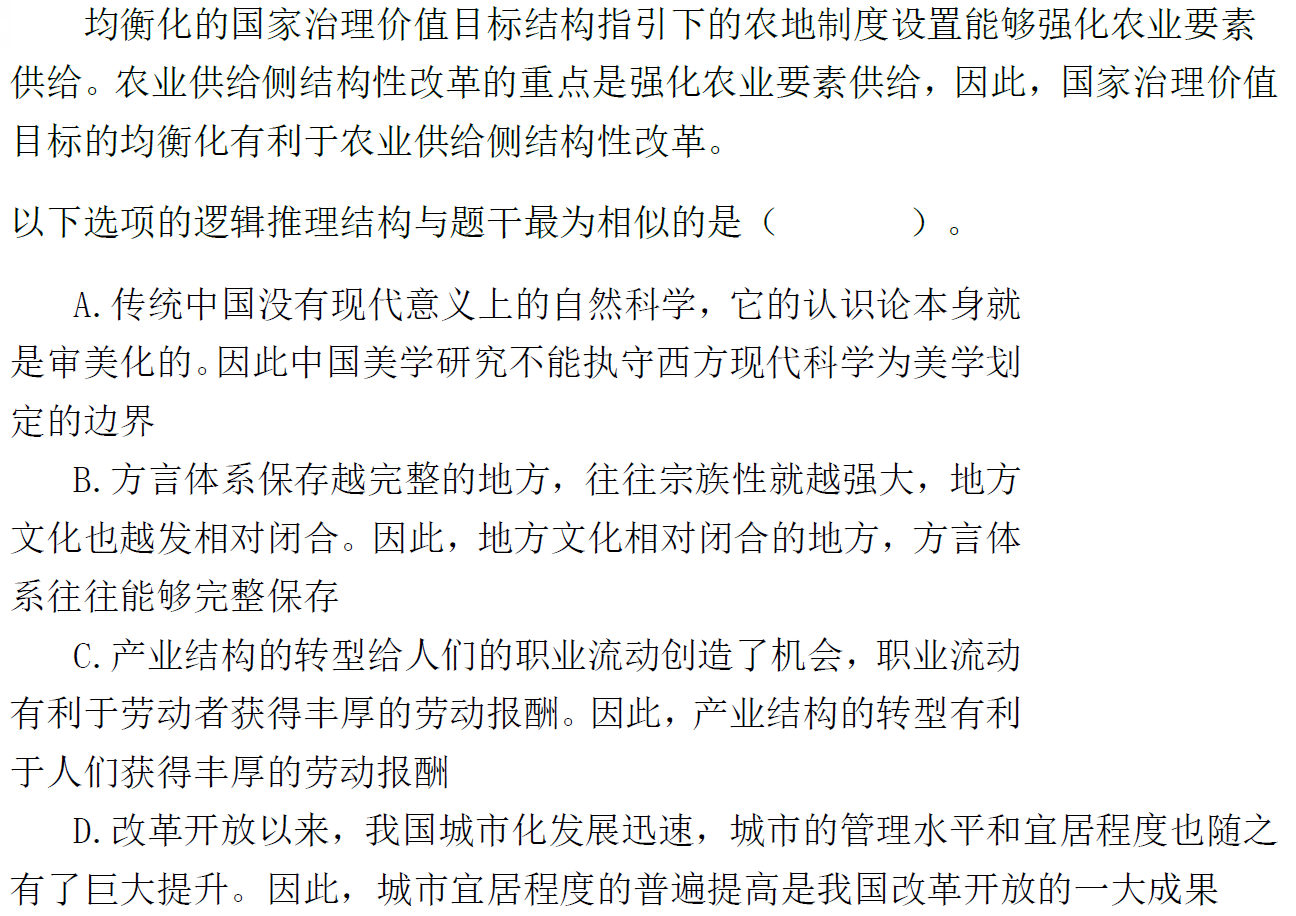 均衡化的国家治理价值目标结构指引下的农地制度设置能够强化农业要素
供给。农业供给侧结构性改革的重点是强化农业要素供给，因此，国家治理价值
目标的均衡化有利于农业供给侧结构性改革。
以下选项的逻辑推理结构与题干最为相似的是（　　　）。
A.传统中国没有现代意义上的自然科学，它的认识论本身就
是审美化的。因此中国美学研究不能执守西方现代科学为美学划
定的边界
B.方言体系保存越完整的地方，往往宗族性就越强大，地方
文化也越发相对闭合。因此，地方文化相对闭合的地方，方言体
系往往能够完整保存
C.产业结构的转型给人们的职业流动创造了机会，职业流动
有利于劳动者获得丰厚的劳动报酬。因此，产业结构的转型有利
于人们获得丰厚的劳动报酬
D.改革开放以来，我国城市化发展迅速，城市的管理水平和宜居程度也随之
有了巨大提升。因此，城市宜居程度的普遍提高是我国改革开放的一大成果